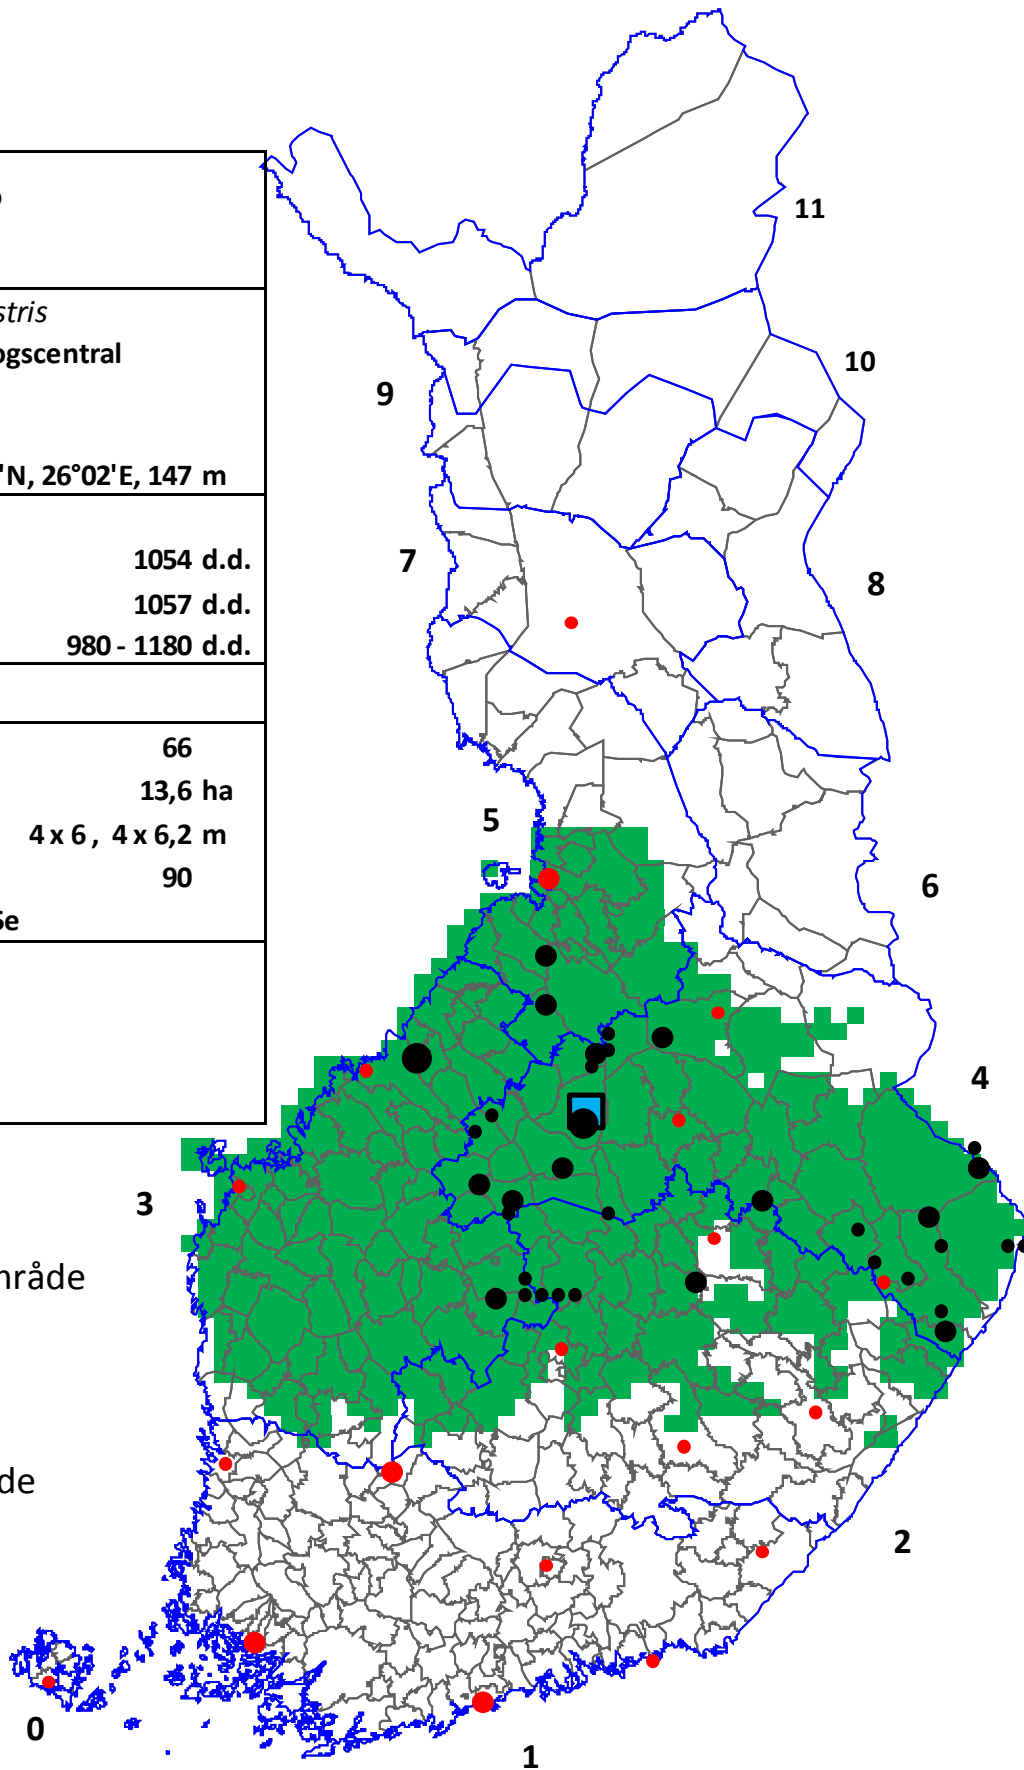 stris
ogscentral
'N, 26°02'E, 147 m
1054 d.d.
1057 d.d.
980 - 1180 d.d.
66
13,6 ha
4 x 6 , 4 x 6,2 m
90
6e
11
10
9
7
8
5
6
4
3
nråde
de
2
0
1